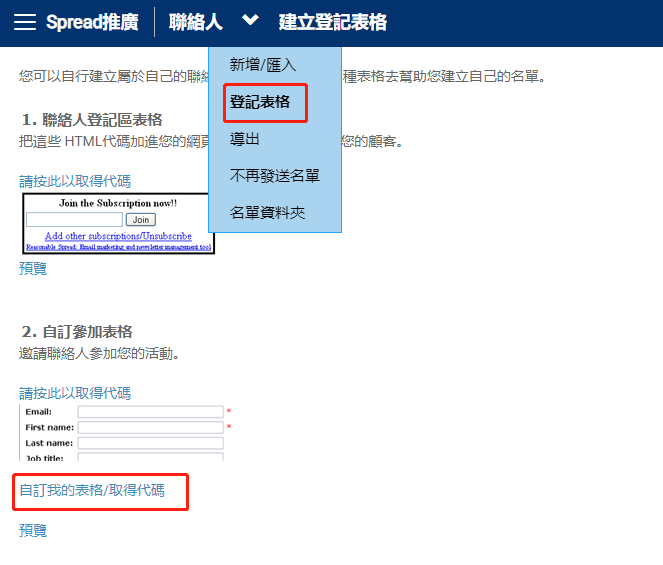 Spread推廣 聯絡人 建立登記表格
新增/匯入
登記表格
導出
不再發送名單
名單資料夾
您可以自行建立屬於自己的聯絡 種表格去幫助您建立自己的名單。
1. 聯絡人登記區表格
把這些 HTML代碼加進您的網頁 您的顧客。
請按此以取得代碼
Join the Subscription now!!
Join
Add other subscriptions/Unsubscribe
Reasonable Spread: Email marketing and newsletter management tool
預覽
2. 自訂參加表格
邀請聯絡人參加您的活動。
請按此以取得代碼
Email: *
First name: *
Last name:
Job title:
自訂我的表格/取得代碼
預覽